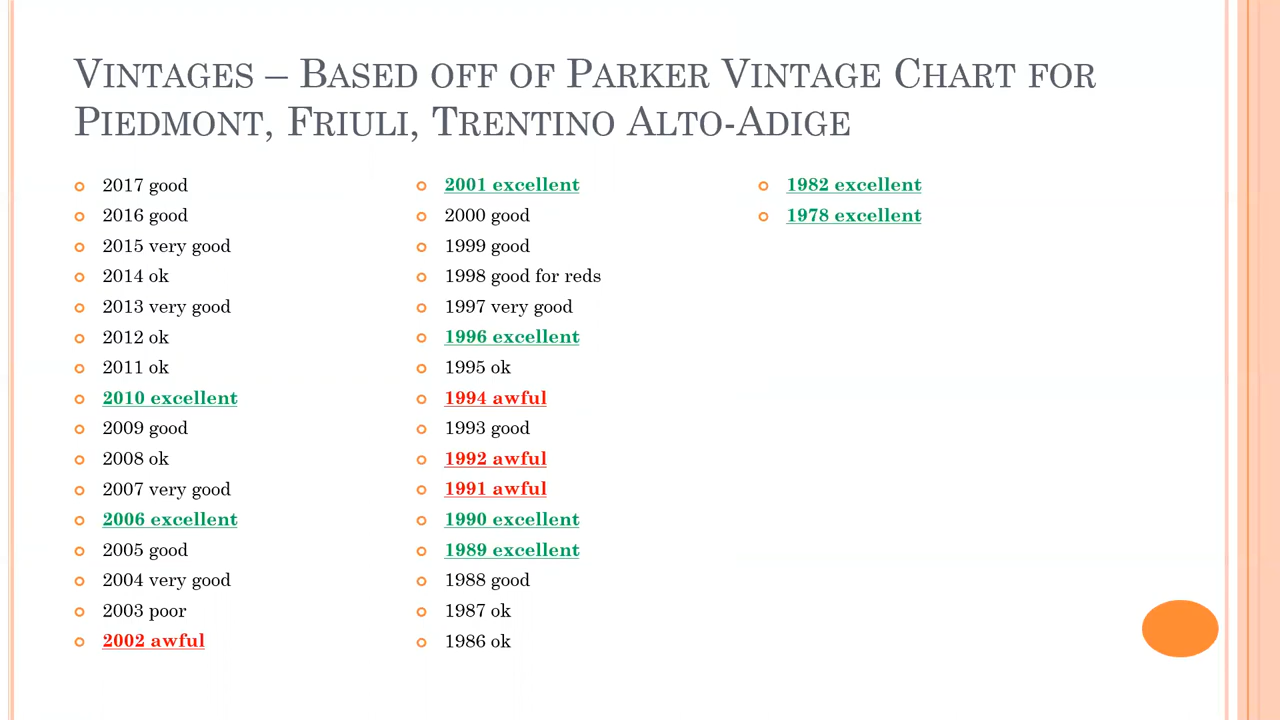 Vintages – Based off of Parker Vintage Chart for
Piedmont, Friuli, Trentino Alto-Adige
2017 good
2016 good
2015 very good
2014 ok
2013 very good
2012 ok
2011 ok
2010 excellent
2009 good
2008 ok
2007 very good
2006 excellent
2005 good
2004 very good
2003 poor
2002 awful
2001 excellent
2000 good
1999 good
1998 good for reds
1997 very good
1996 excellent
1995 ok
1994 awful
1993 good
1992 awful
1991 awful
1990 excellent
1989 excellent
1988 good
1987 ok
1986 ok
1982 excellent
1978 excellent